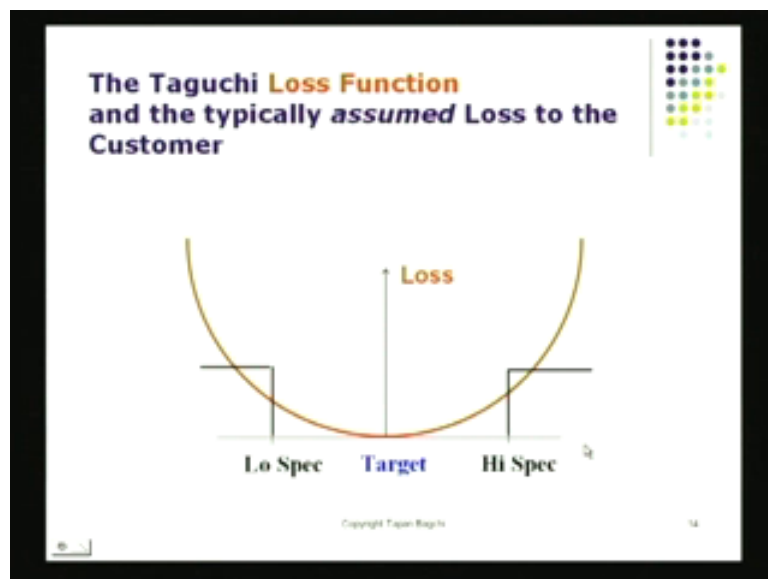 The Taguchi Loss Function
and the typically assumed Loss to the
Customer
Loss
Lo Spec Target Hi Spec
Copyright Tapan Bagchi
14